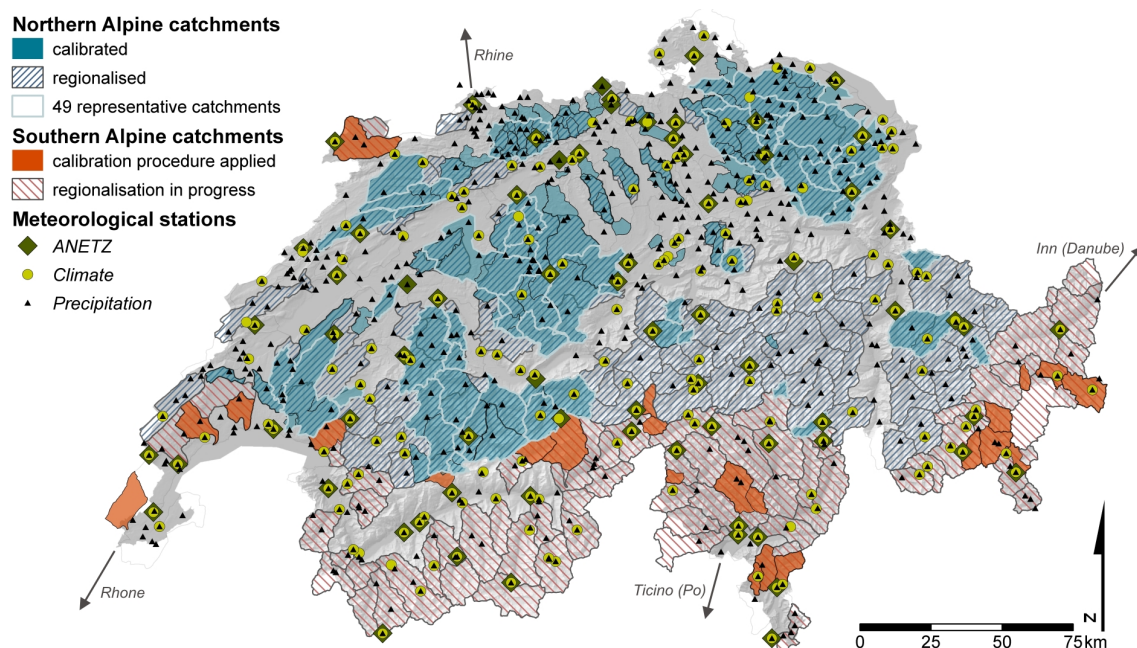 Northern Alpine catchments
calibrated
regionalised
49 representative catchments
Southern Alpine catchments
calibration procedure applied
regionalisation in progress
Meteorological stations
ANETZ
Climate
Precipitation
Rhine
Inn (Danube)
Rhone
Ticino (Po)
N
0 25 50 75 km